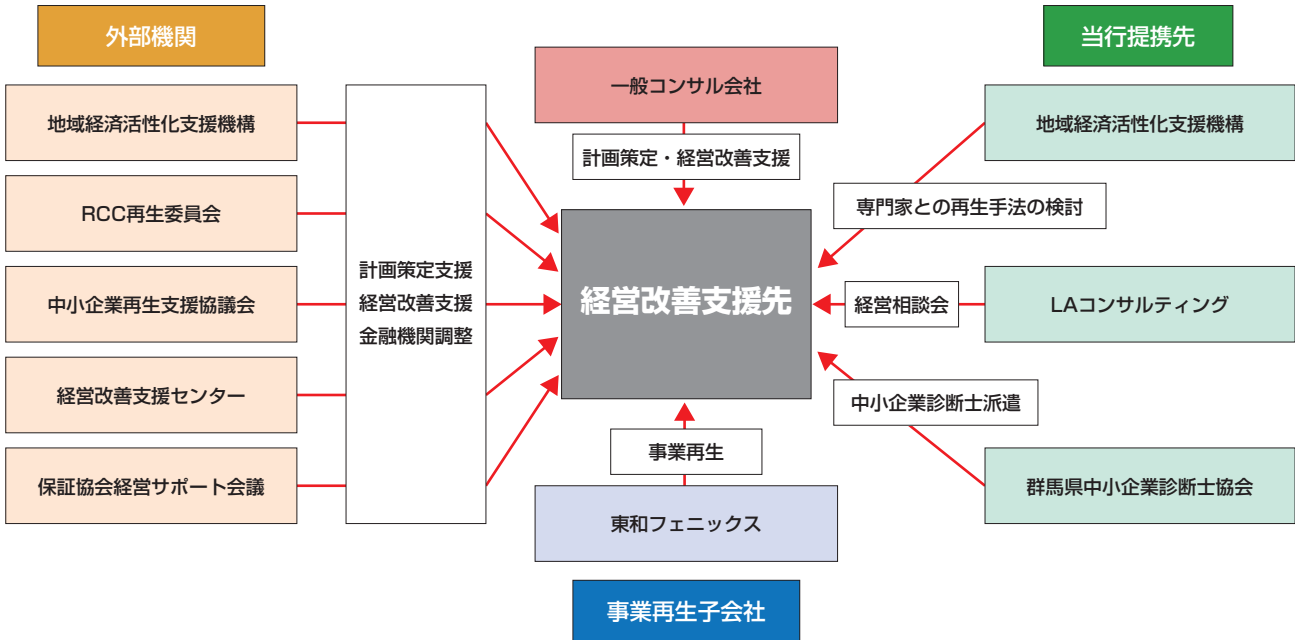 外部機関
地域経済活性化支援機構
RCC再生委員会
中小企業再生支援協議会
経営改善支援センター
保証協会経営サポート会議
計画策定支援
経営改善支援
金融機関調整
一般コンサル会社
計画策定・経営改善支援
経営改善支援先
事業再生
東和フェニックス
事業再生子会社
当行提携先
地域経済活性化支援機構
専門家との再生手法の検討
LAコンサルティング
経営相談会
中小企業診断士派遣
群馬県中小企業診断士協会